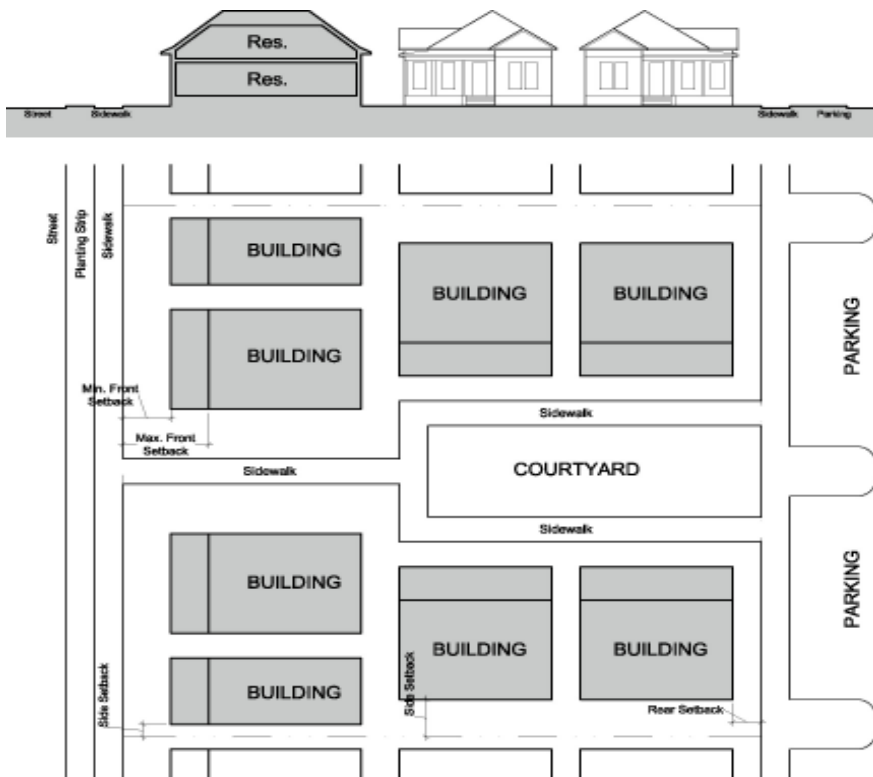 Res.
Res.
Street
Sidewalk
Sidewalk
Parking
Street
Planting Strip
Sidewalk
BUILDING
BUILDING
BUILDING
PARKING
BUILDING
Min. Front
Setback
Max. Front
Setback
Sidewalk
Sidewalk
COURTYARD
Sidewalk
BUILDING
PARKING
BUILDING
BUILDING
BUILDING
Side Setback
Side Setback
Rear Setback